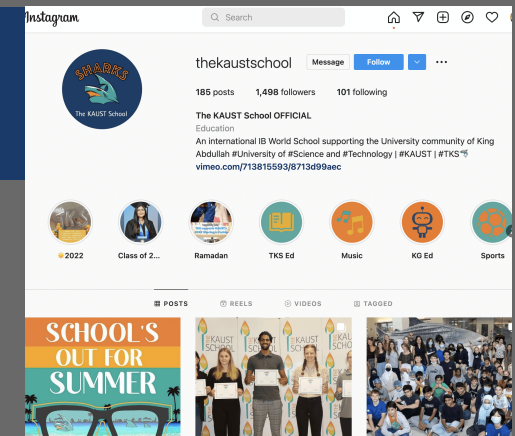 Instagram
Search
SHARKS
The KAUST School
thekaustschool
Message
Follow
185 posts 1,498 followers 101 following
The KAUST School OFFICIAL
Education
An international IB World School supporting the University community of King
Abdullah #University of #Science and #Technology | #KAUST | #TKS
vimeo.com/713815593/8713d99aec
2022
Class of 2...
Ramadan
TKS Ed
Music
KG Ed
Sports
POSTS
REELS
VIDEOS
TAGGED
SCHOOL'S
OUT FOR
SUMMER
KAUST
SCHOOL